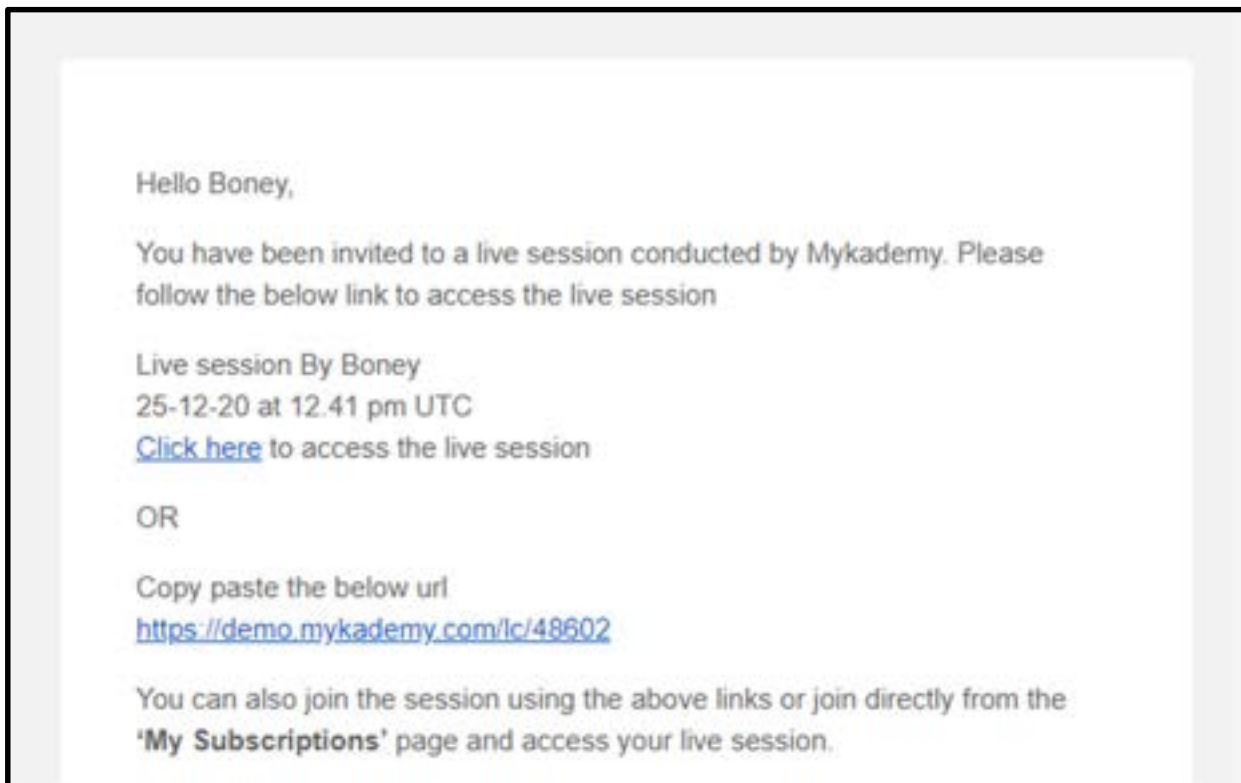 Hello Boney,
You have been invited to a live session conducted by Mykademy. Please
follow the below link to access the live session
Live session By Boney
25-12-20 at 12.41 pm UTC
Click here to access the live session
OR
Copy paste the below url
https://demo.mykademy.com/lc/48602
You can also join the session using the above links or join directly from the
‘My Subscriptions’ page and access your live session.